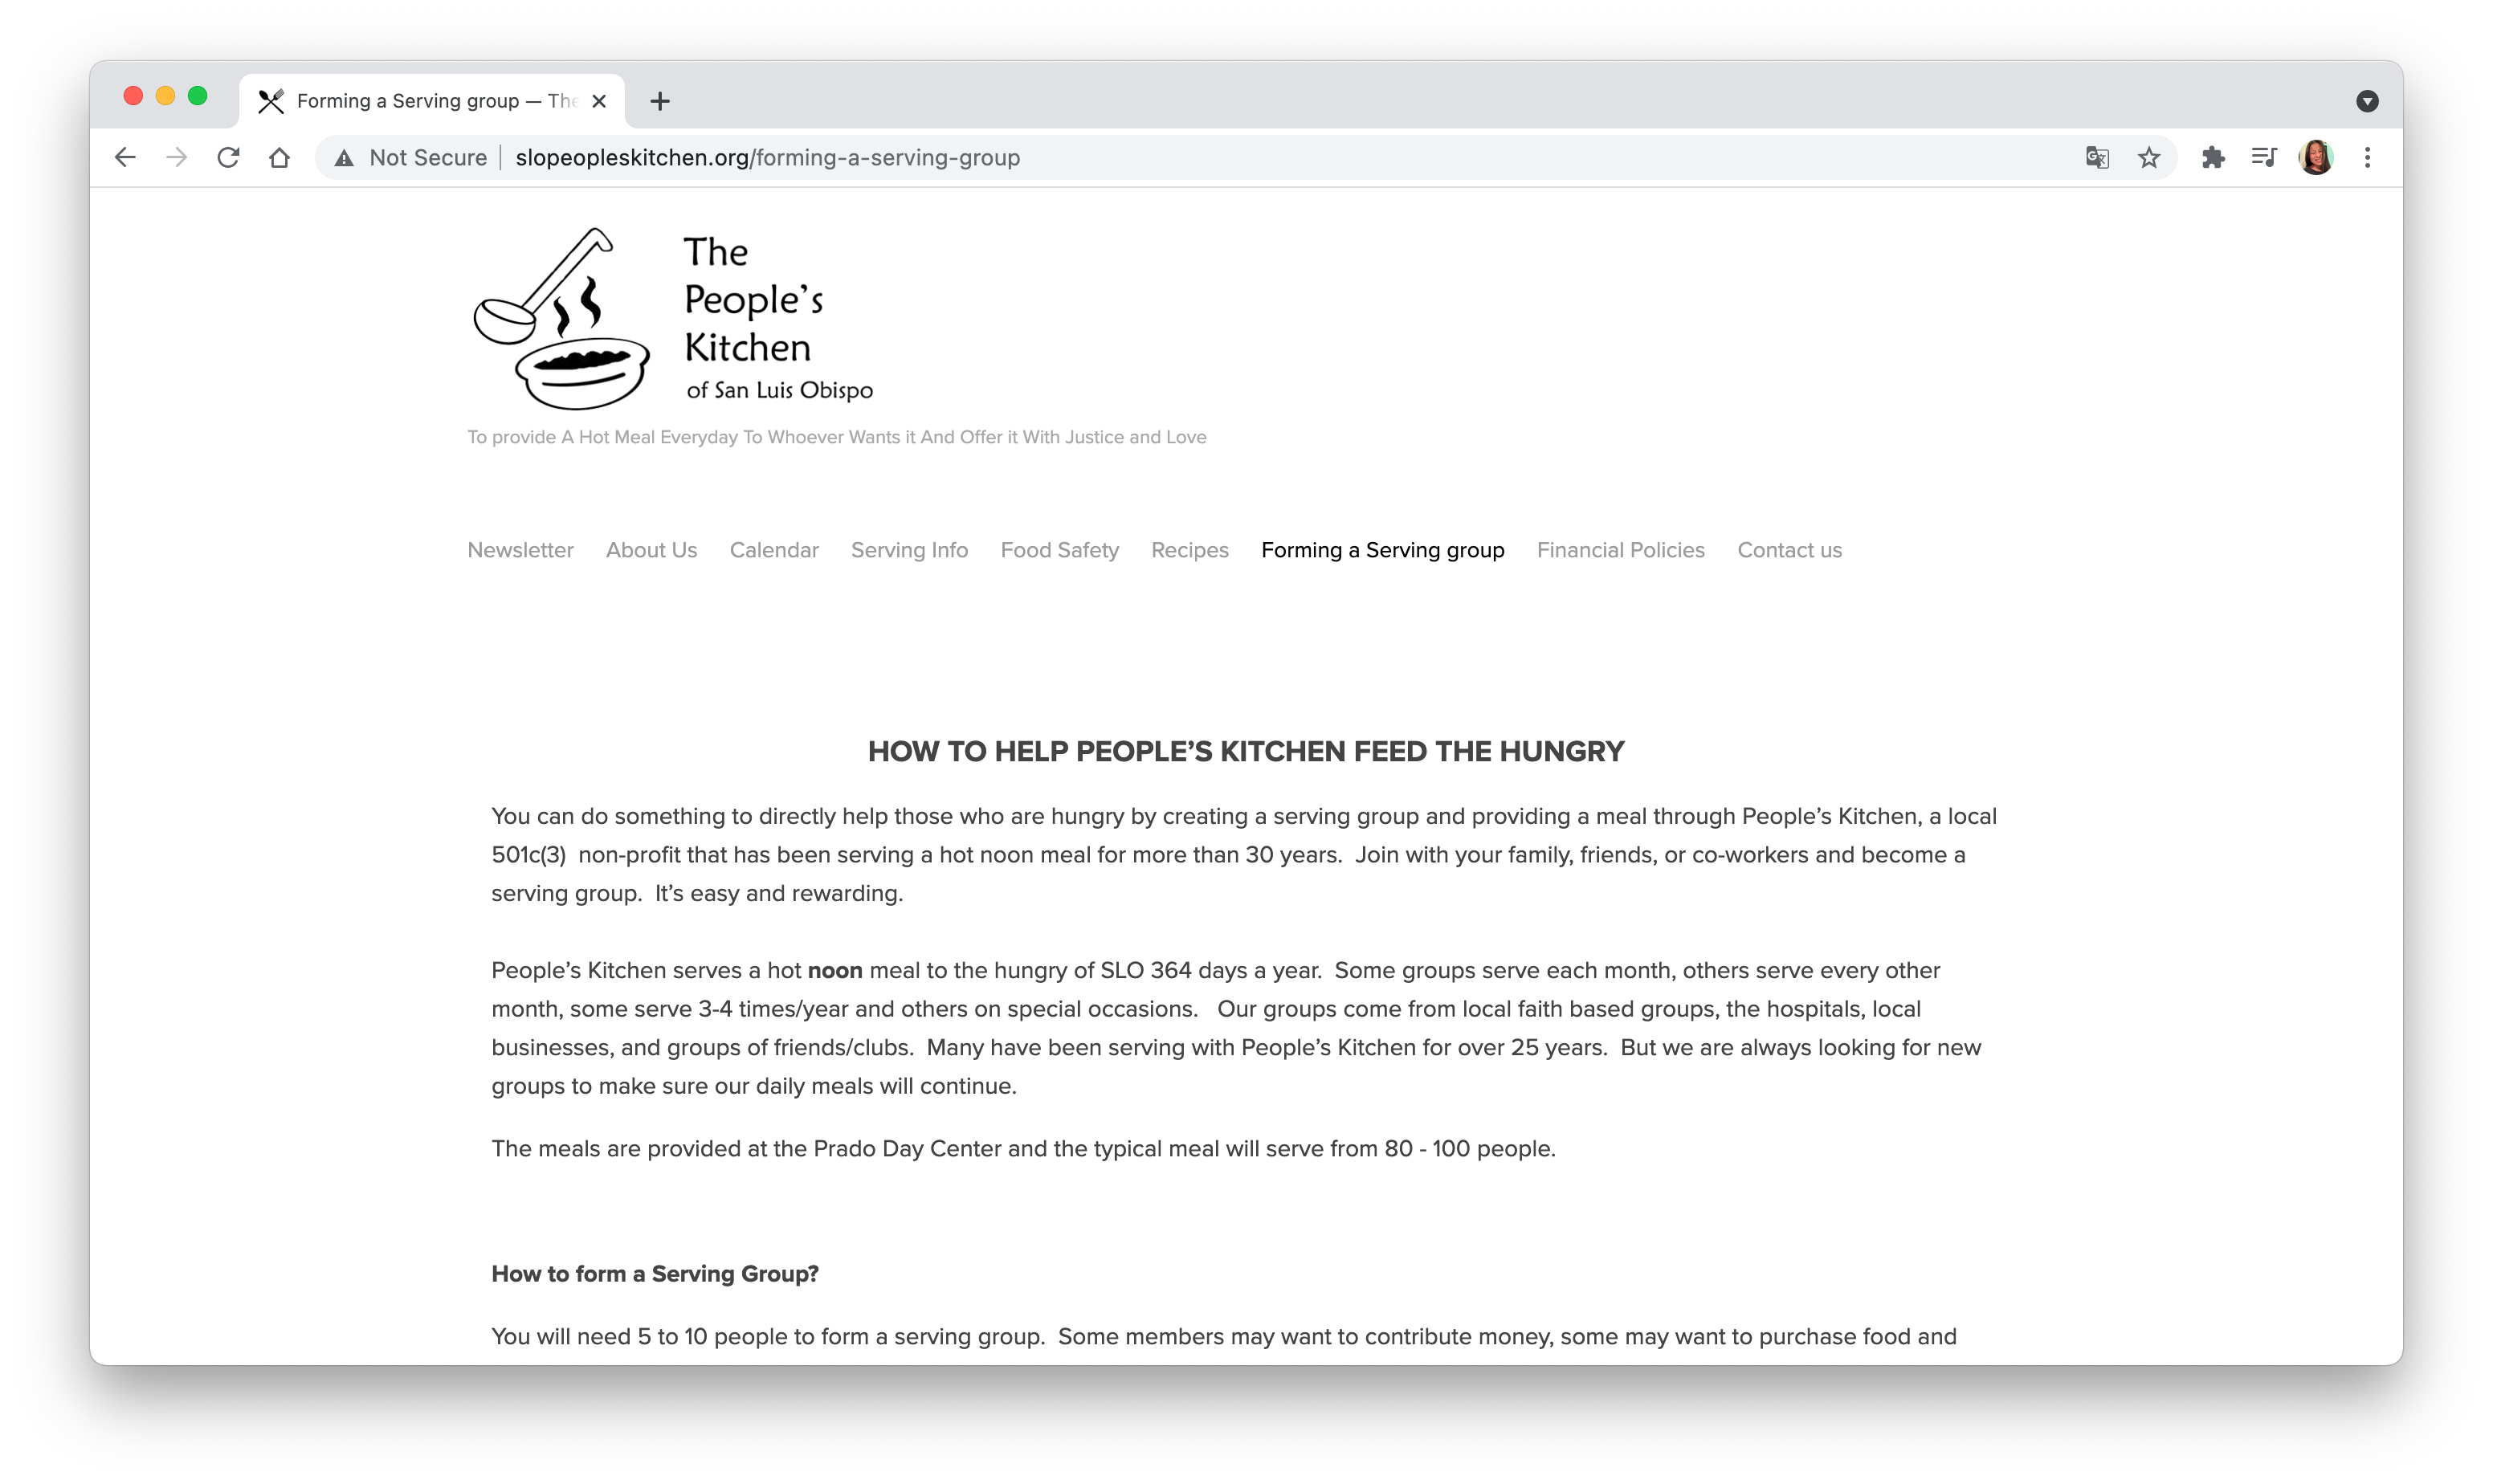 Forming a Serving group — The
Not Secure
slopeopleskitchen.org/forming-a-serving-group
The
People's
Kitchen
of San Luis Obispo
To provide A Hot Meal Everyday To Whoever Wants it And Offer it With Justice and Love
Newsletter About Us Calendar Serving Info Food Safety Recipes Forming a Serving group Financial Policies Contact us
HOW TO HELP PEOPLE’S KITCHEN FEED THE HUNGRY
You can do something to directly help those who are hungry by creating a serving group and providing a meal through People’s Kitchen, a local
501c(3)  non-profit that has been serving a hot noon meal for more than 30 years.  Join with your family, friends, or co-workers and become a
serving group.  It’s easy and rewarding.
People’s Kitchen serves a hot noon meal to the hungry of SLO 364 days a year.  Some groups serve each month, others serve every other
month, some serve 3-4 times/year and others on special occasions.   Our groups come from local faith based groups, the hospitals, local
businesses, and groups of friends/clubs.  Many have been serving with People’s Kitchen for over 25 years.  But we are always looking for new
groups to make sure our daily meals will continue.
The meals are provided at the Prado Day Center and the typical meal will serve from 80 - 100 people.
How to form a Serving Group?
You will need 5 to 10 people to form a serving group.  Some members may want to contribute money, some may want to purchase food and